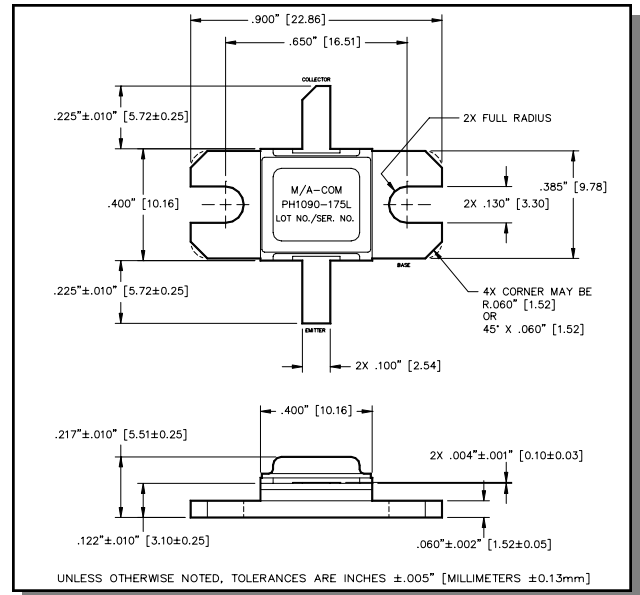 .900" [22.86]
.650" [16.51]
COLLECTOR
.225"±.010" [5.72±0.25]
2X FULL RADIUS
M/A-COM
PH1090-175L
LOT NO./SER. NO.
.400" [10.16]
2X .130" [3.30]
.385" [9.78]
BASE
.225"±.010" [5.72±0.25]
4X CORNER MAY BE
R.060" [1.52]
OR
45° X .060" [1.52]
EMITTER
2X .100" [2.54]
.400" [10.16]
.217"±.010" [5.51±0.25]
2X .004"±.001" [0.10±0.03]
.122"±.010" [3.10±0.25]
.060"±.002" [1.52±0.05]
UNLESS OTHERWISE NOTED, TOLERANCES ARE INCHES ±.005" [MILLIMETERS ±0.13mm]